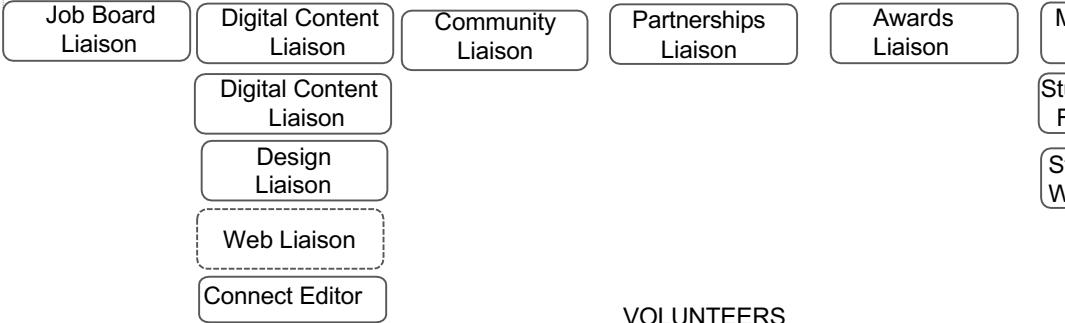 Job Board
Liaison
Digital Content
Liaison
Community
Liaison
Partnerships
Liaison
Awards
Liaison
Digital Content
Liaison
Design
Liaison
Web Liaison
Connect Editor
VOLUNTEERS